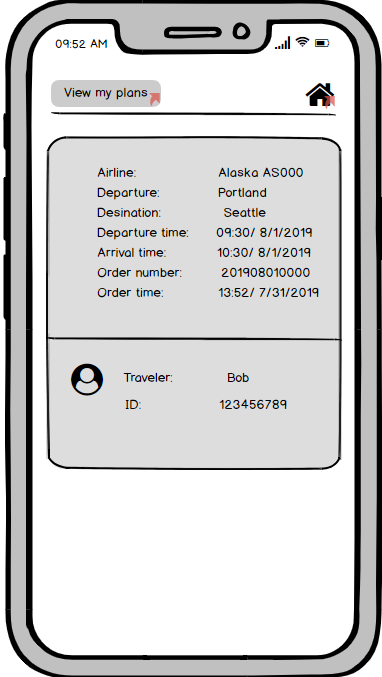 09:52 AM
View my plans
Airline: Alaska AS000
Departure: Portland
Desination: Seattle
Departure time: 09:30/ 8/1/2019
Arrival time: 10:30/ 8/1/2019
Order number: 201908010000
Order time: 13:52/ 7/31/2019
Traveler: Bob
ID: 123456789